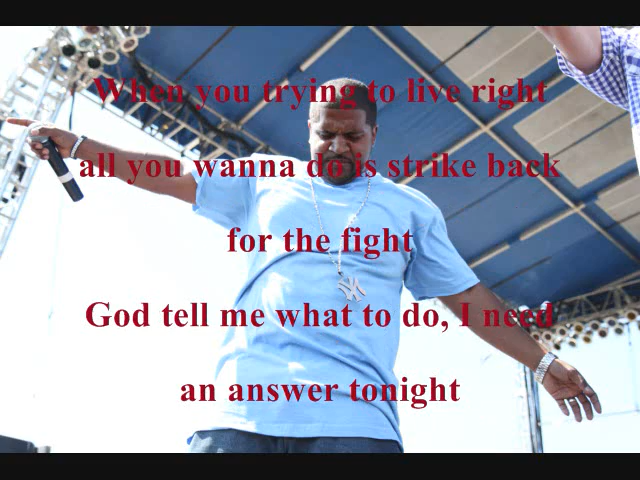 When you trying to live right
all you wanna do is strike back
for the fight
God tell me what to do, I need
an answer tonight
NY